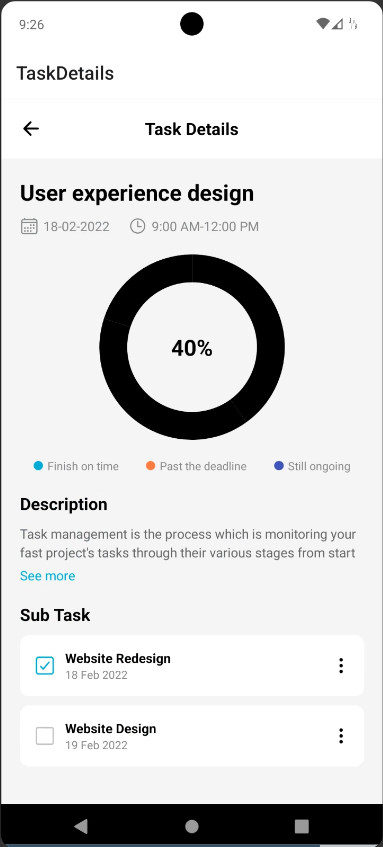 9:26
TaskDetails
Task Details
User experience design
18-02-2022 9:00 AM-12:00 PM
40%
Finish on time Past the deadline Still ongoing
Description
Task management is the process which is monitoring your
fast project's tasks through their various stages from start
See more
Sub Task
Website Redesign
18 Feb 2022
Website Design
19 Feb 2022